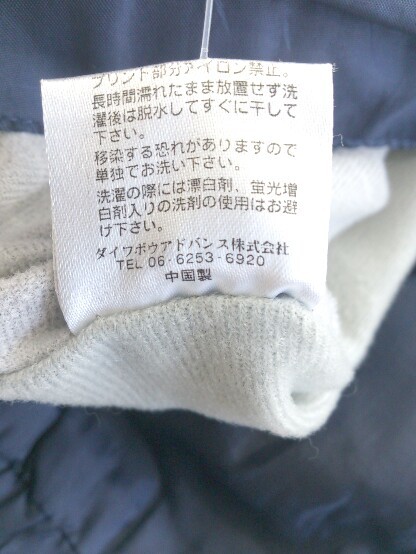 プリント部分アイロン禁止。
長時間濡れたまま放置せず洗
濯後は脱水してすぐに干して
下さい。
移染する恐れがありますので
単独でお洗い下さい。
洗濯の際には漂白剤、蛍光増
白剤入りの洗剤の使用はお避
け下さい。
ダイワボウアドバンス株式会社
TEL 06-6253-6920
中国製